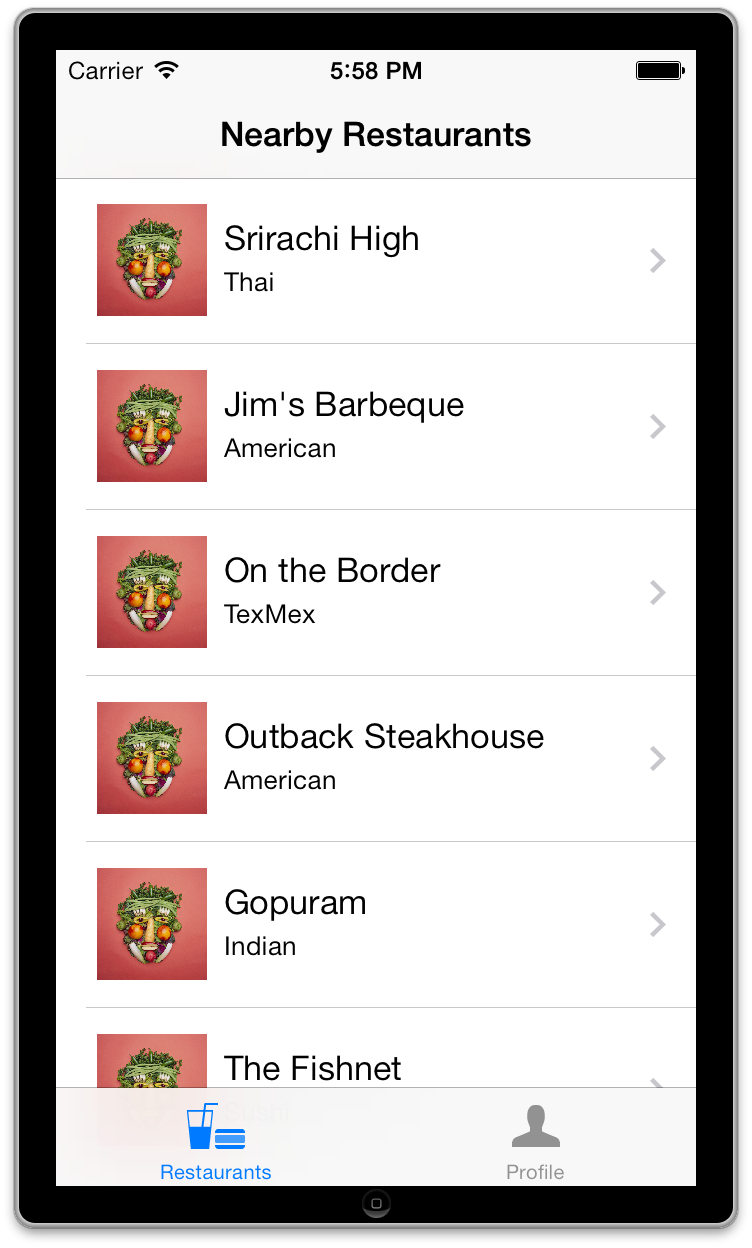 Carrier
5:58 PM
Nearby Restaurants
Srirachi High
Thai
Jim's Barbeque
American
On the Border
TexMex
Outback Steakhouse
American
Gopuram
Indian
The Fishnet
Restaurants
Profile